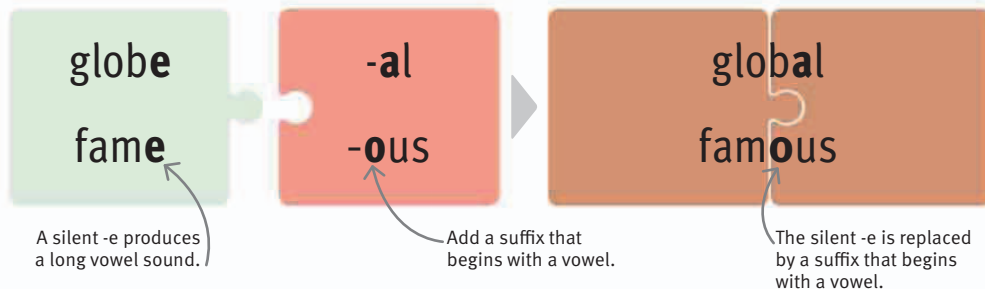 globe
-al
global
fame
-ous
famous
A silent -e produces
a long vowel sound.
Add a suffix that
begins with a vowel.
The silent -e is replaced
by a suffix that begins
with a vowel.